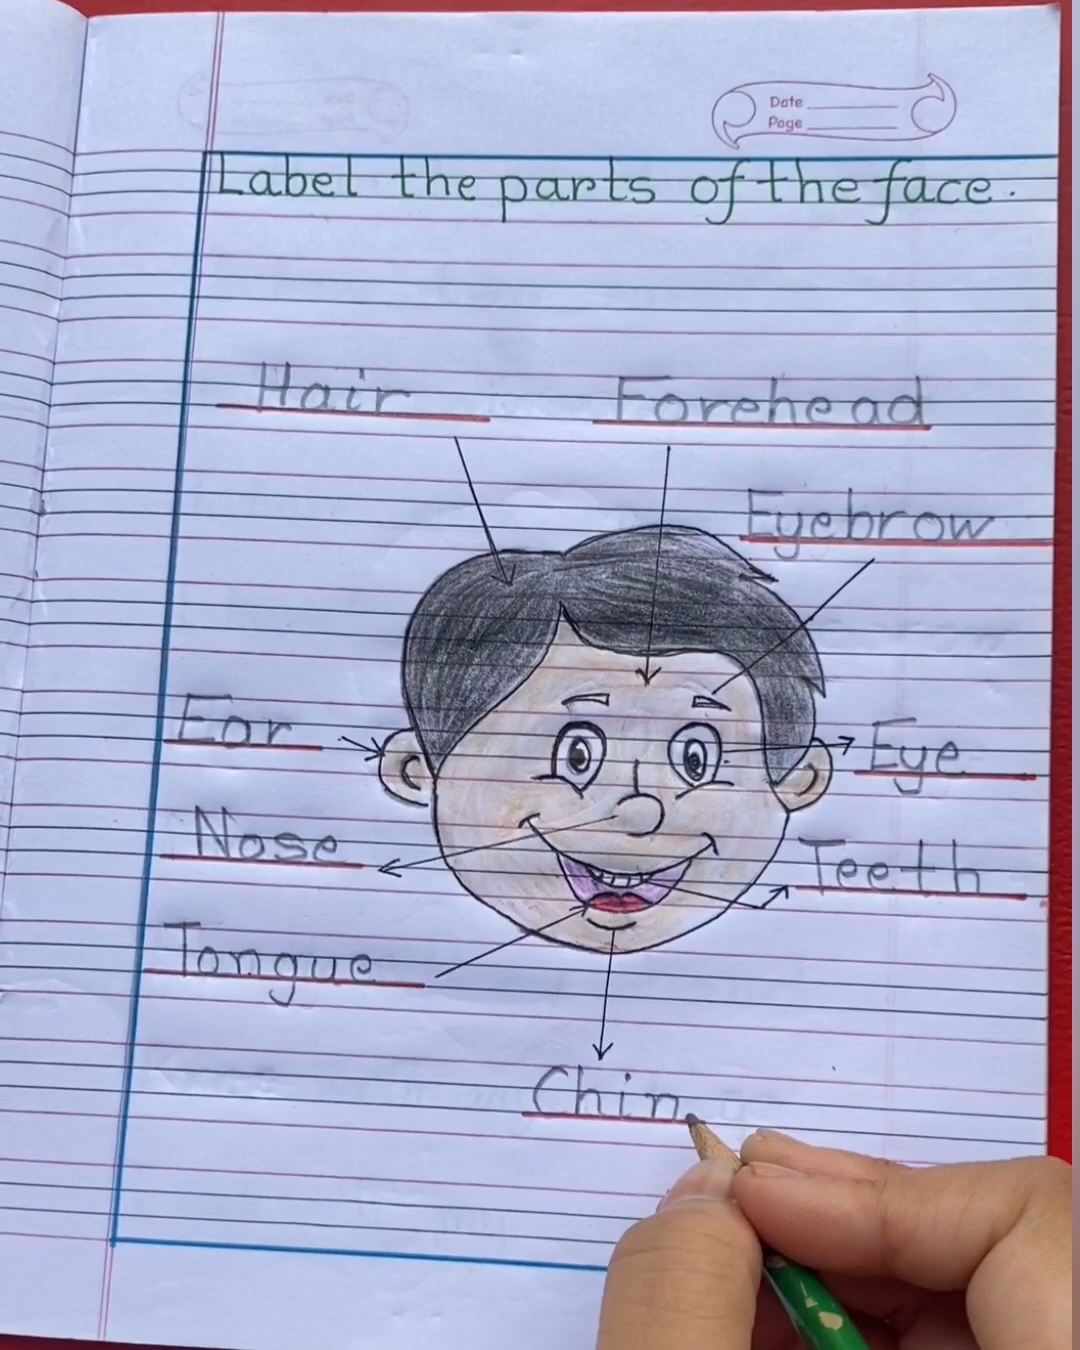 Date
Page
Label the parts of the face.
Hair
Forehead
Eyebrow
Ear
Eye
Nose
Teeth
Tongue
Chin